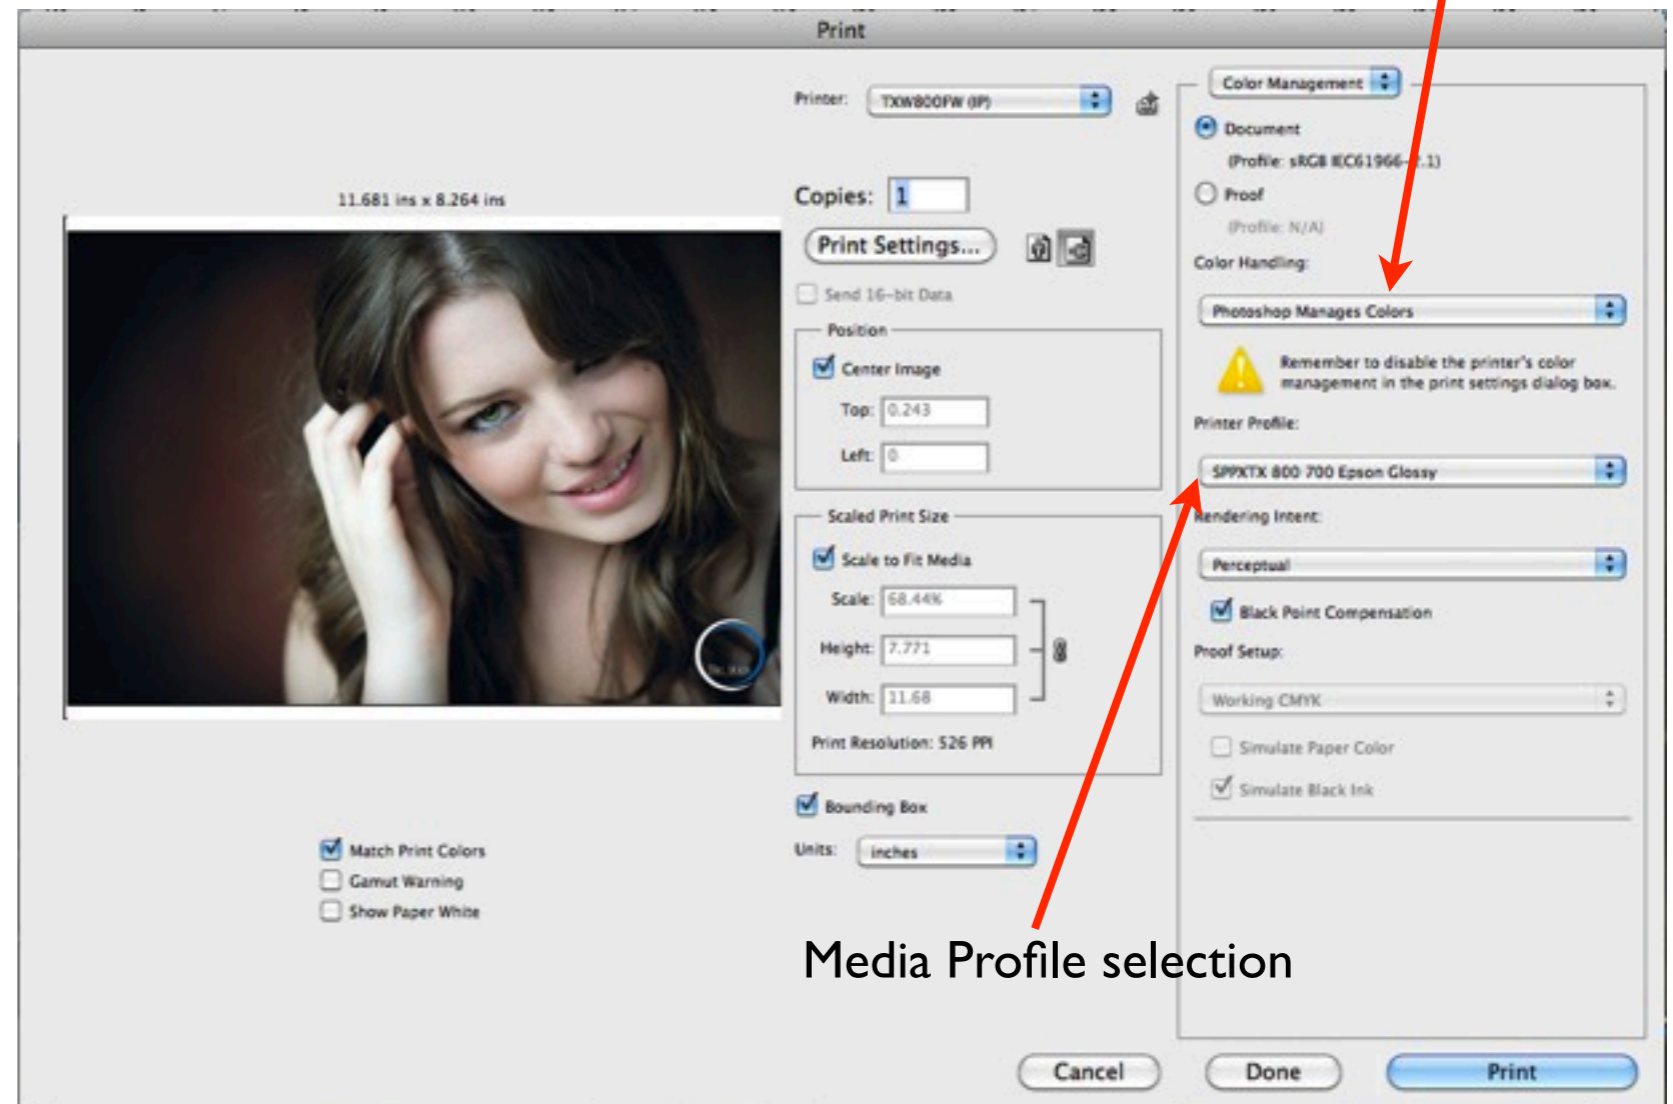 Print
11.681 ins x 8.264 ins
Match Print Colors
Gamut Warning
Show Paper White
Printer: TXW800FW (IP)
Copies: 1
Print Settings...
Send 16-bit Data
Position
Center Image
Top: 0.243
Left: 0
Scaled Print Size
Scale to Fit Media
Scale: 68.44%
Height: 7.771
Width: 11.68
Print Resolution: 526 PPI
Bounding Box
Units: inches
Color Management
Document
(Profile: sRGB IEC61966-2.1)
Proof
(Profile: N/A)
Color Handling:
Photoshop Manages Colors
Remember to disable the printer's color
management in the print settings dialog box.
Printer Profile:
SPPXTX 800 700 Epson Glossy
Rendering Intent:
Perceptual
Black Point Compensation
Proof Setup:
Working CMYK
Simulate Paper Color
Simulate Black Ink
Media Profile selection
Cancel
Done
Print